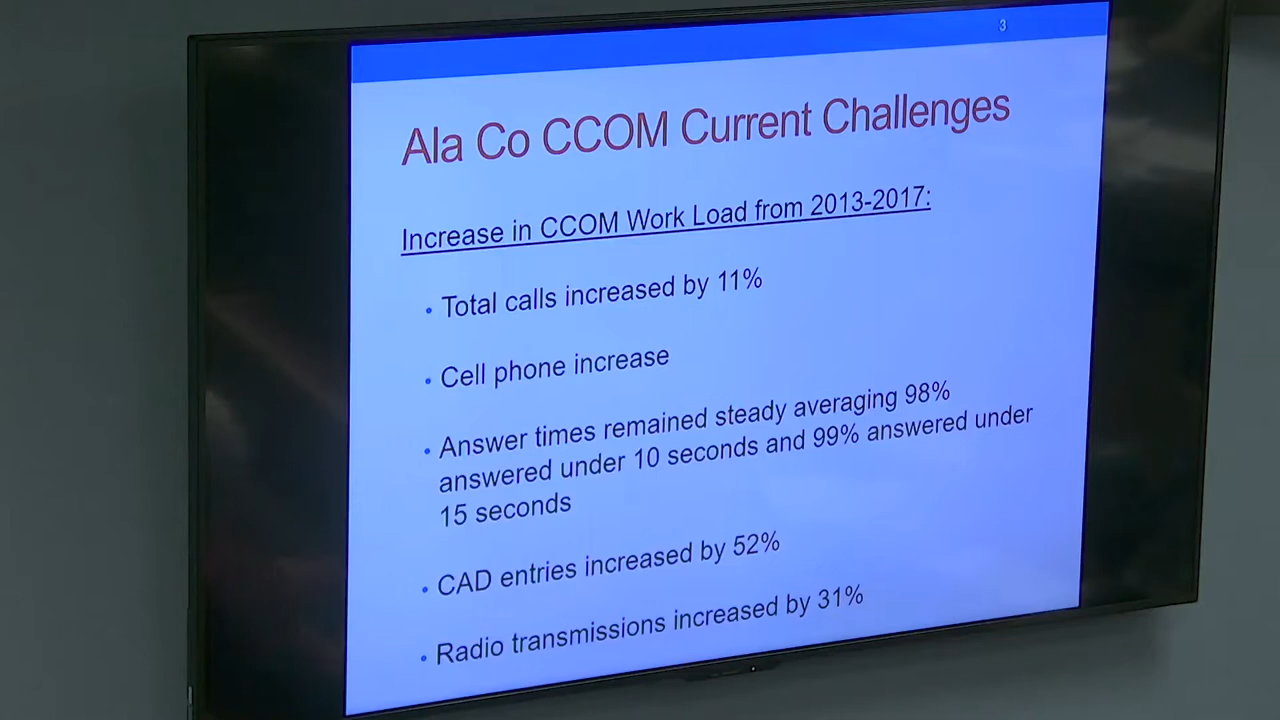 3
Ala Co CCOM Current Challenges
Increase in CCOM Work Load from 2013-2017:
• Total calls increased by 11%
• Cell phone increase
• Answer times remained steady averaging 98%
answered under 10 seconds and 99% answered under
15 seconds
• CAD entries increased by 52%
• Radio transmissions increased by 31%